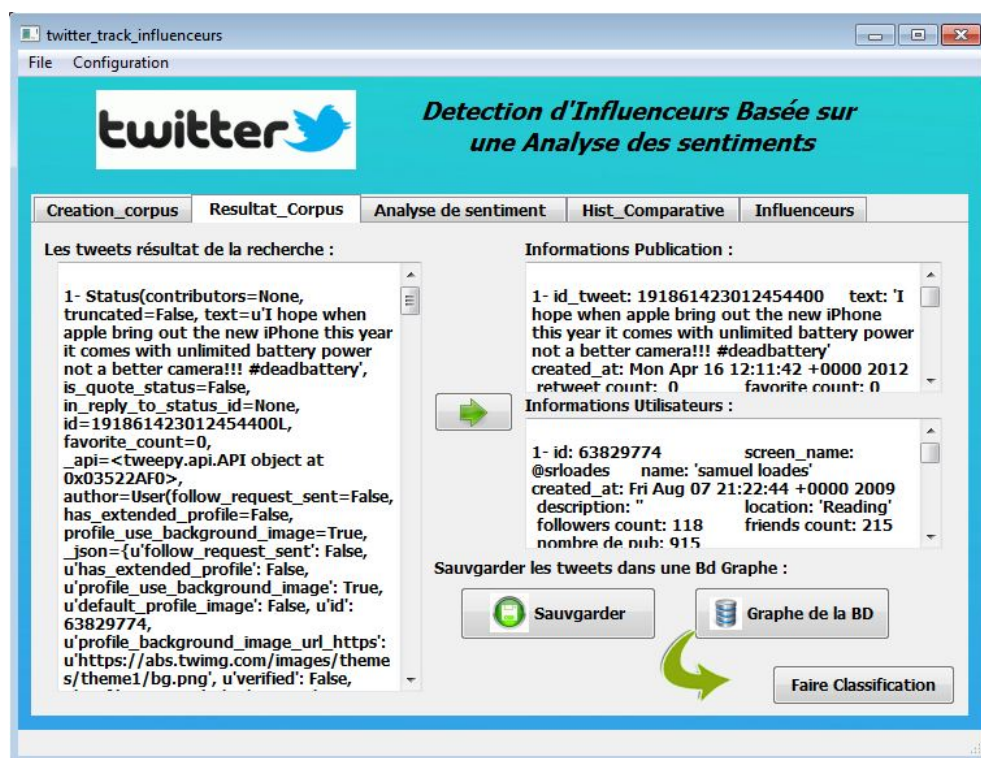 twitter_track_influenceurs
File Configuration
twitter
Detection d'Influenceurs Basée sur
une Analyse des sentiments
Creation_corpus Resultat_Corpus Analyse de sentiment Hist_Comparative Influenceurs
Les tweets résultat de la recherche :
1- Status(contributors=None,
truncated=False, text=u'I hope when
apple bring out the new iPhone this year
it comes with unlimited battery power
not a better camera!!! #deadbattery',
is_quote_status=False,
in_reply_to_status_id=None,
id=191861423012454400L,
favorite_count=0,
_api=<tweepy.api.API object at
0x03522AF0>,
author=User(follow_request_sent=False,
has_extended_profile=False,
profile_use_background_image=True,
_json={u'follow_request_sent': False,
u'has_extended_profile': False,
u'profile_use_background_image': True,
u'default_profile_image': False, u'id':
63829774,
u'profile_background_image_url_https':
u'https://abs.twimg.com/images/theme
s/theme1/bg.png', u'verified': False,
Informations Publication :
1- id_tweet: 191861423012454400 text: 'I
hope when apple bring out the new iPhone
this year it comes with unlimited battery power
not a better camera!!! #deadbattery'
created_at: Mon Apr 16 12:11:42 +0000 2012
retweet count: 0 favorite count: 0
Informations Utilisateurs :
1- id: 63829774 screen_name:
@srloades name: 'samuel loades'
created_at: Fri Aug 07 21:22:44 +0000 2009
description: '' location: 'Reading'
followers count: 118 friends count: 215
nombre de pub: 915
Sauvgarder les tweets dans une Bd Graphe :
Sauvgarder Graphe de la BD
Faire Classification